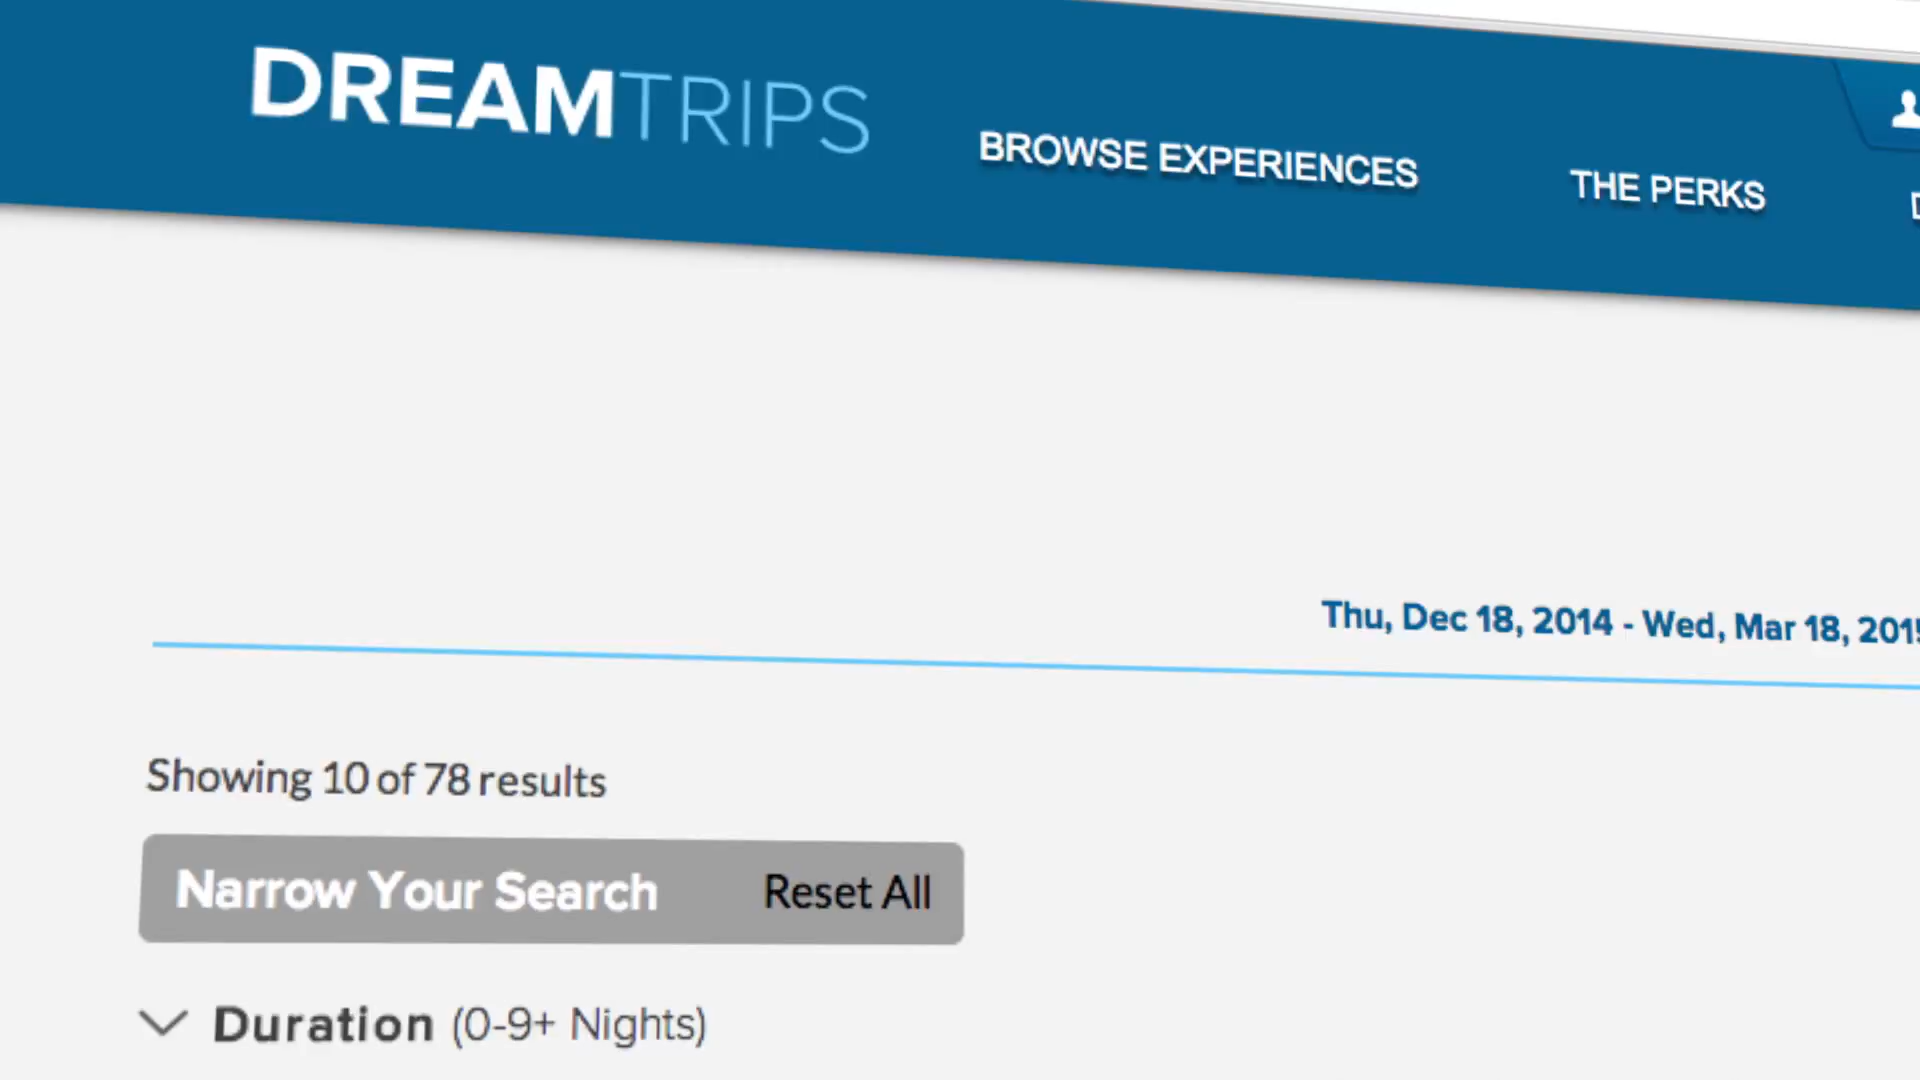 DREAMTRIPS
BROWSE EXPERIENCES
THE PERKS
Thu, Dec 18, 2014 - Wed, Mar 18, 2015
Showing 10 of 78 results
Narrow Your Search
Reset All
Duration (0-9+ Nights)